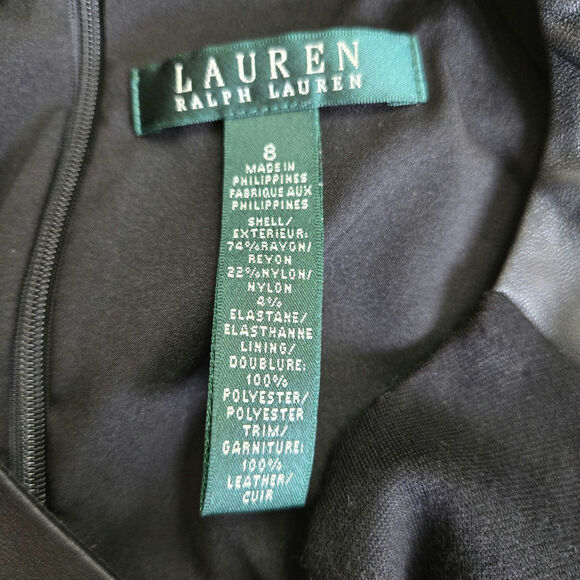 LAUREN
RALPH LAUREN
8
MADE IN
PHILIPPINES
FABRIQUE AUX
PHILIPPINES
SHELL/
EXTERIEUR:
74%RAYON/
REYON
22%NYLON/
NYLON
4%
ELASTANE/
ELASTHANNE
LINING/
DOUBLURE:
100%
POLYESTER/
POLYESTER
TRIM/
GARNITURE:
100%
LEATHER/
CUIR